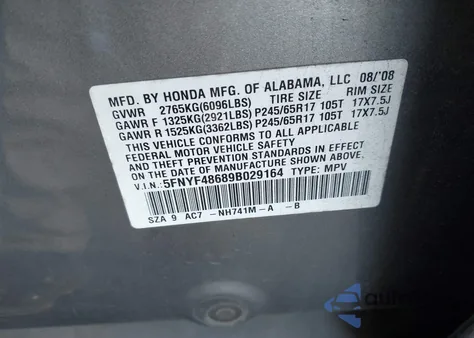 MFD. BY HONDA MFG. OF ALABAMA, LLC 08/'08
GVWR 2765KG(6096LBS) TIRE SIZE RIM SIZE
GAWR F 1325KG(2921LBS) P245/65R17 105T 17X7.5J
GAWR R 1525KG(3362LBS) P245/65R17 105T 17X7.5J
THIS VEHICLE CONFORMS TO ALL APPLICABLE
FEDERAL MOTOR VEHICLE SAFETY, BUMPER,
AND THEFT PREVENTION STANDARDS IN EFFECT
ON THE DATE OF MANUFACTURE SHOWN ABOVE.
V.I.N.: 5FNYF48689B029164 TYPE: MPV
SZA 9 AC7 -NH741M-A -B